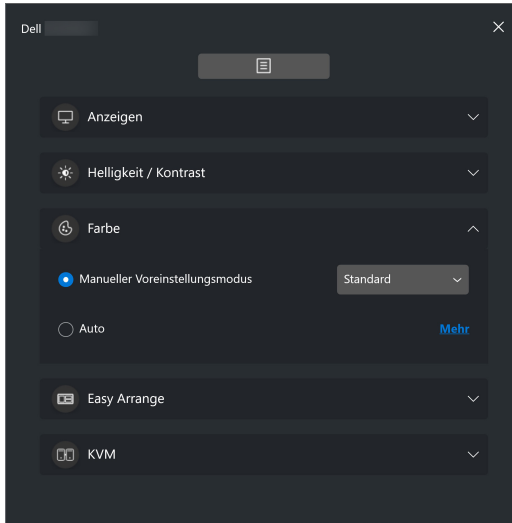 Dell
Anzeigen
Helligkeit / Kontrast
Farbe
Manueller Voreinstellungsmodus Standard
Auto Mehr
Easy Arrange
KVM